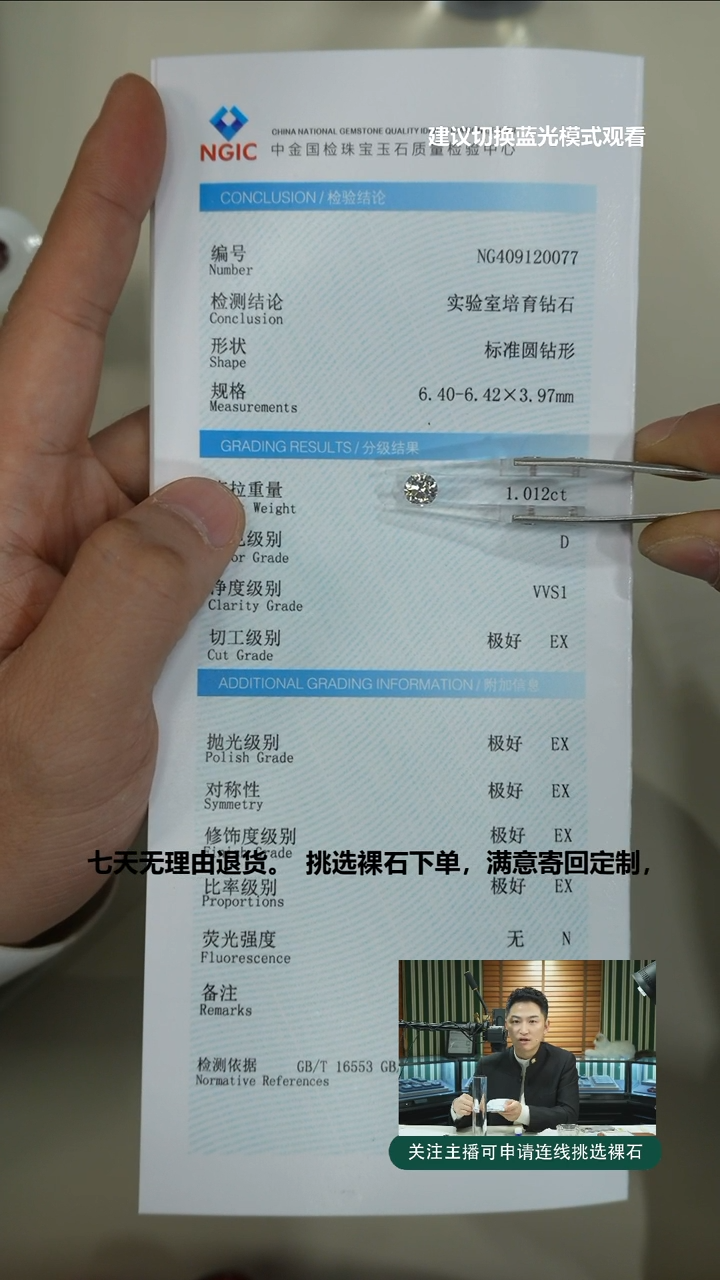 建议切换蓝光模式观看
NGIC
CHINA NATIONAL GEMSTONE QUALITY
中金国检珠宝玉石质量检验中心
CONCLUSION / 检验结论
编号 NG409120077
Number
检测结论 实验室培育钻石
Conclusion
形状 标准圆钻形
Shape
规格 6.40-6.42×3.97mm
Measurements
GRADING RESULTS / 分级结果
拉重量 1.012ct
Weight
级别 D
or Grade
净度级别 VVS1
Clarity Grade
切工级别 极好 EX
Cut Grade
ADDITIONAL GRADING INFORMATION / 附加信息
抛光级别 极好 EX
Polish Grade
对称性 极好 EX
Symmetry
修饰度级别 极好 EX
Finish Grade
七天无理由退货。 挑选裸石下单，满意寄回定制，
比率级别 极好 EX
Proportions
荧光强度 无 N
Fluorescence
备注
Remarks
检测依据 GB/T 16553 GB
Normative References
关注主播可申请连线挑选裸石